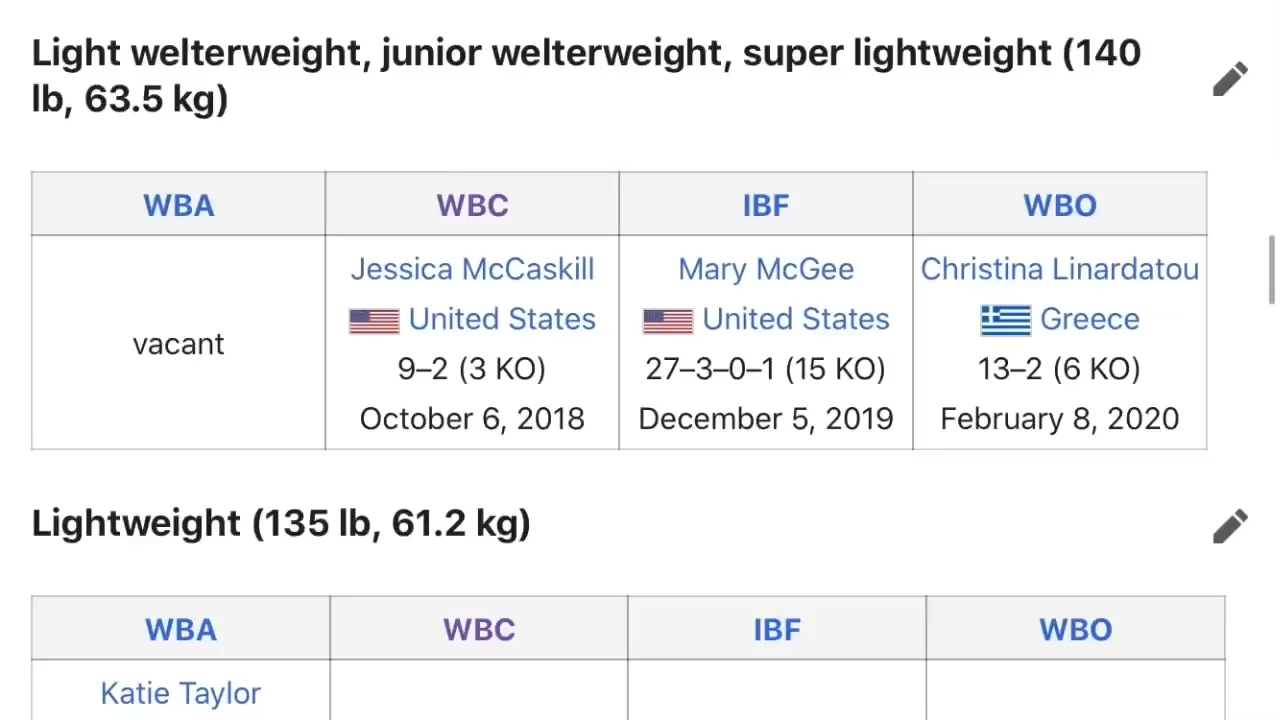 Light welterweight, junior welterweight, super lightweight (140
lb, 63.5 kg)
WBA WBC IBF WBO
vacant
Jessica McCaskill
United States
9–2 (3 KO)
October 6, 2018
Mary McGee
United States
27–3–0–1 (15 KO)
December 5, 2019
Christina Linardatou
Greece
13–2 (6 KO)
February 8, 2020
Lightweight (135 lb, 61.2 kg)
WBA WBC IBF WBO
Katie Taylor